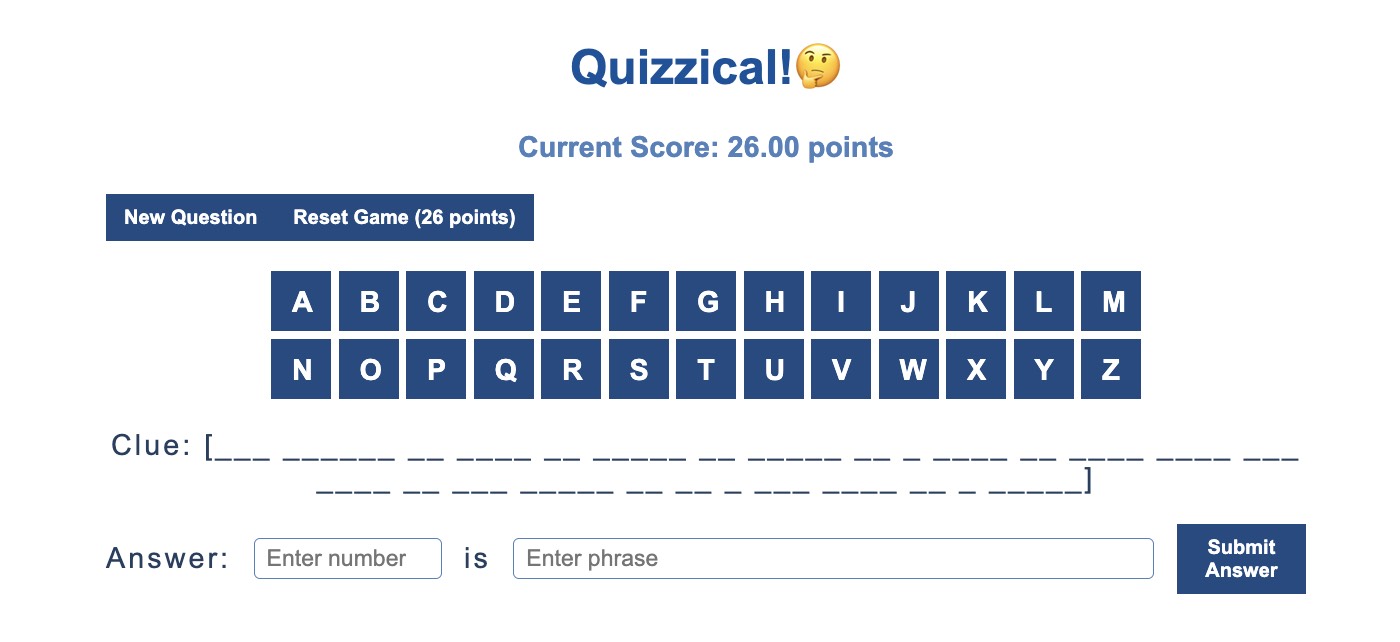 Quizzical!🤔
Current Score: 26.00 points
New Question Reset Game (26 points)
A B C D E F G H I J K L M
N O P Q R S T U V W X Y Z
Clue: [___ ______ __ ____ __ _____ __ _____ __ _ ____ __ ____ ____ ___
____ __ ___ _____ __ __ _ ___ ____ __ _ _____]
Answer: Enter number is Enter phrase
Submit
Answer